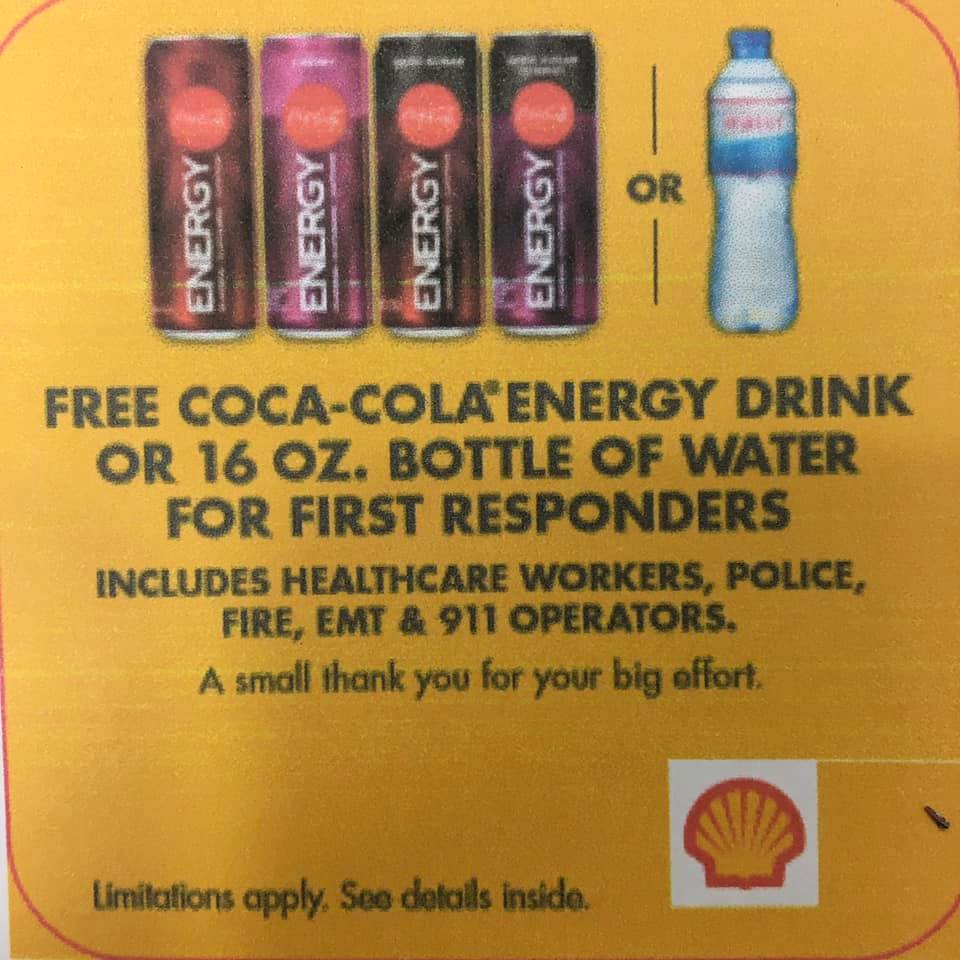 ENERGY
ENERGY
ENERGY
ENERGY
OR
FREE COCA-COLA® ENERGY DRINK
OR 16 OZ. BOTTLE OF WATER
FOR FIRST RESPONDERS
INCLUDES HEALTHCARE WORKERS, POLICE,
FIRE, EMT & 911 OPERATORS.
A small thank you for your big effort.
Limitations apply. See details inside.